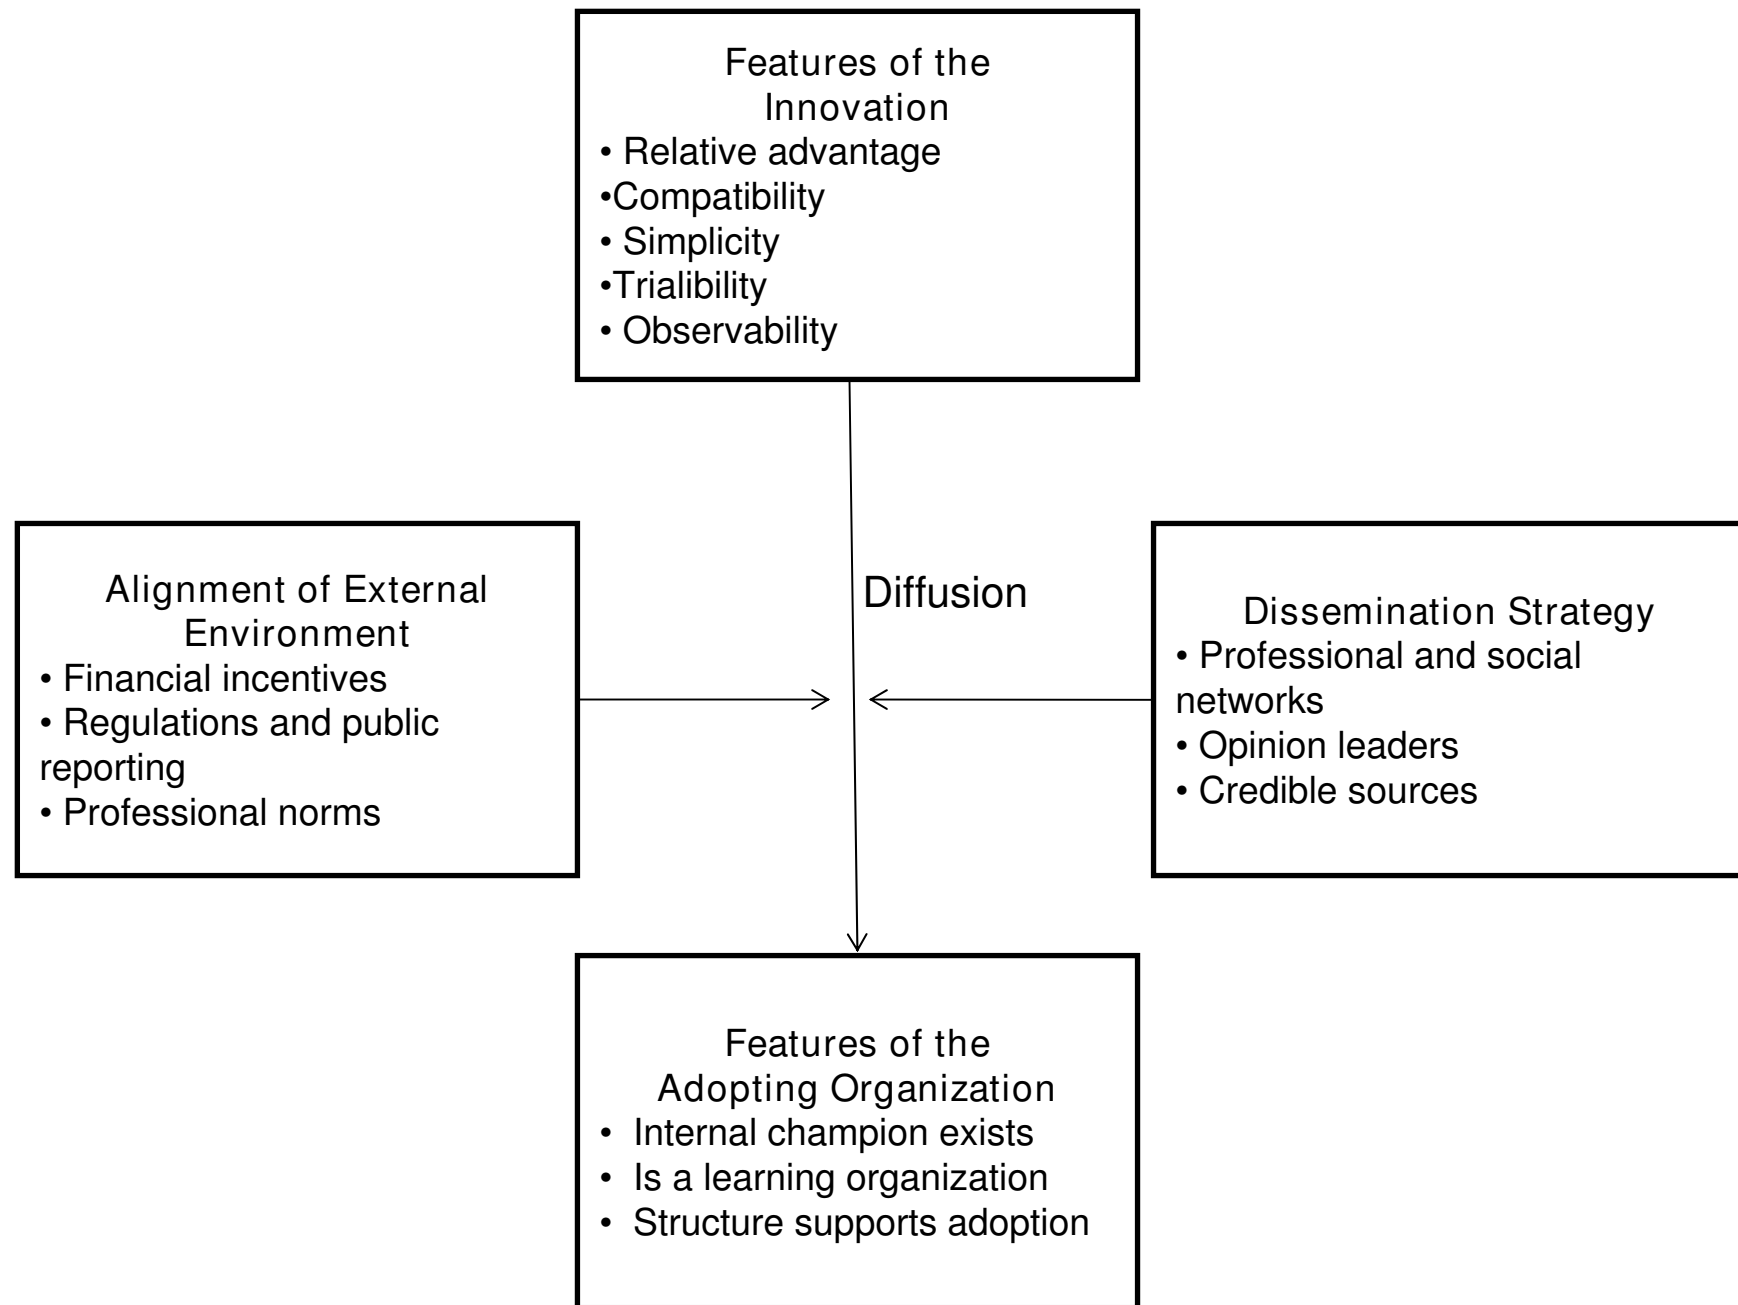 Features of the
Innovation
• Relative advantage
•Compatibility
• Simplicity
•Trialibility
• Observability
Alignment of External
Environment
• Financial incentives
• Regulations and public
reporting
• Professional norms
Diffusion
Dissemination Strategy
• Professional and social
networks
• Opinion leaders
• Credible sources
Features of the
Adopting Organization
• Internal champion exists
• Is a learning organization
• Structure supports adoption